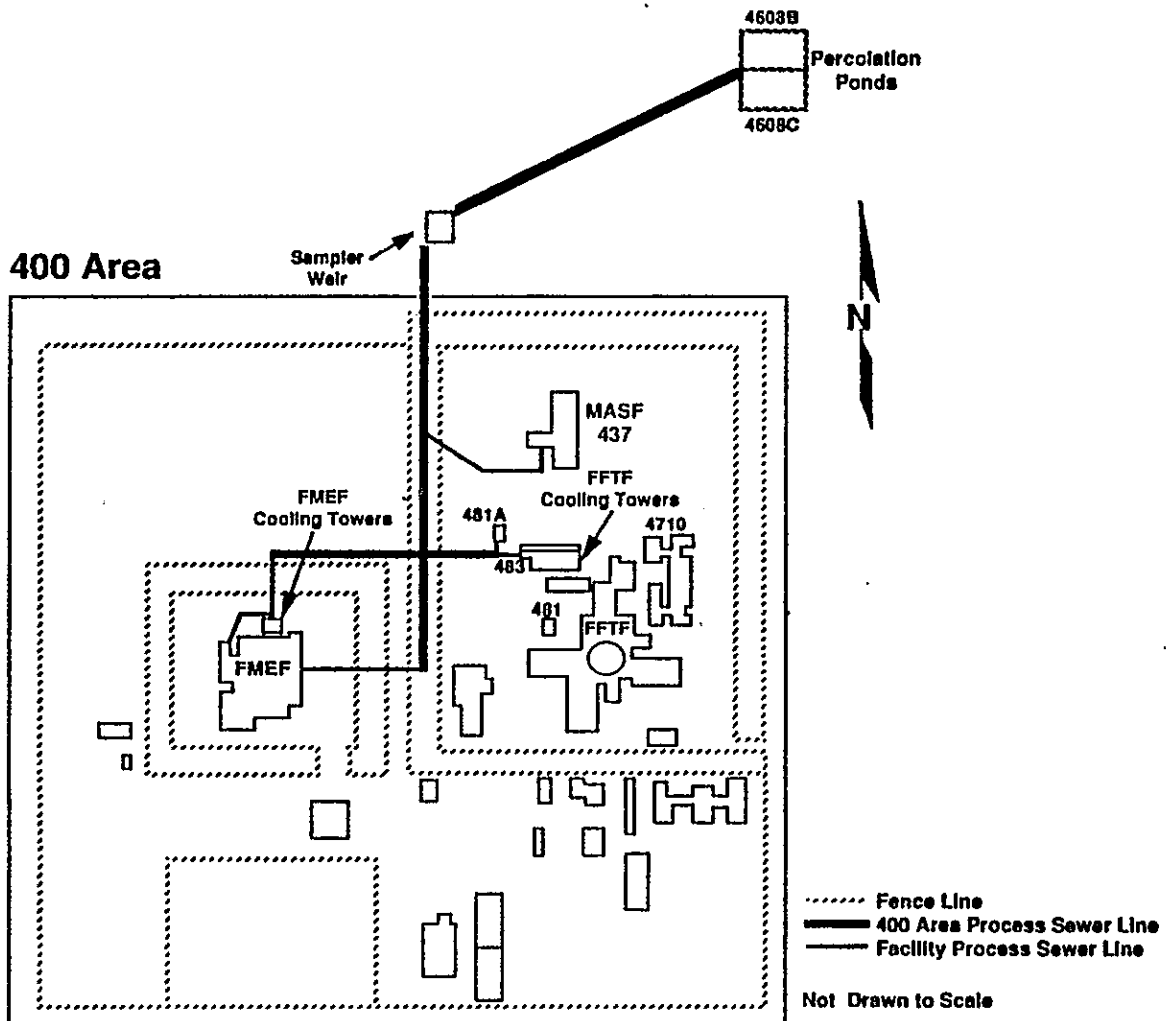 4608B
Percolation
Ponds
4608C
Sampler
Weir
400 Area
N
MASF
437
FFTF
Cooling Towers
FMEF
Cooling Towers
481A
4710
483
481
FFTF
FMEF
Fence Line
400 Area Process Sewer Line
Facility Process Sewer Line
Not Drawn to Scale